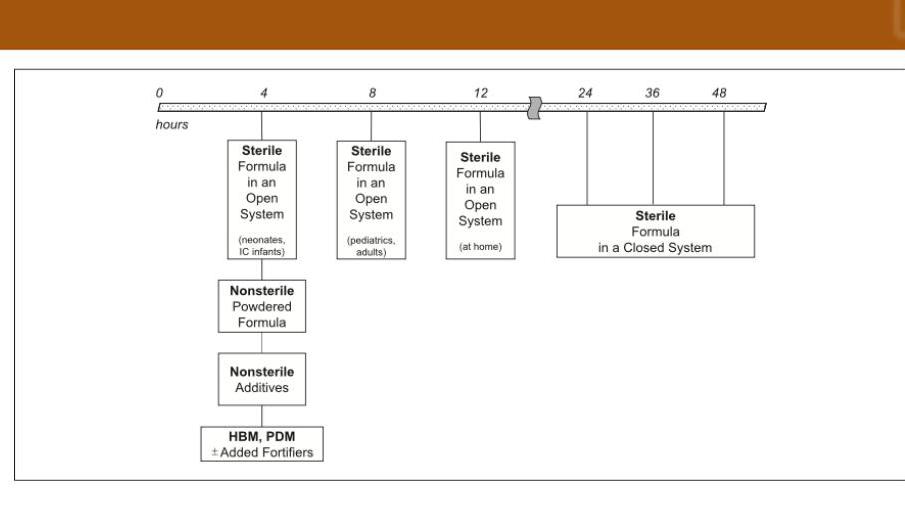 0 4 8 12 24 36 48
hours
Sterile
Formula
in an
Open
System
(neonates,
IC infants)
Sterile
Formula
in an
Open
System
(pediatrics,
adults)
Sterile
Formula
in an
Open
System
(at home)
Sterile
Formula
in a Closed System
Nonsterile
Powdered
Formula
Nonsterile
Additives
HBM, PDM
±Added Fortifiers